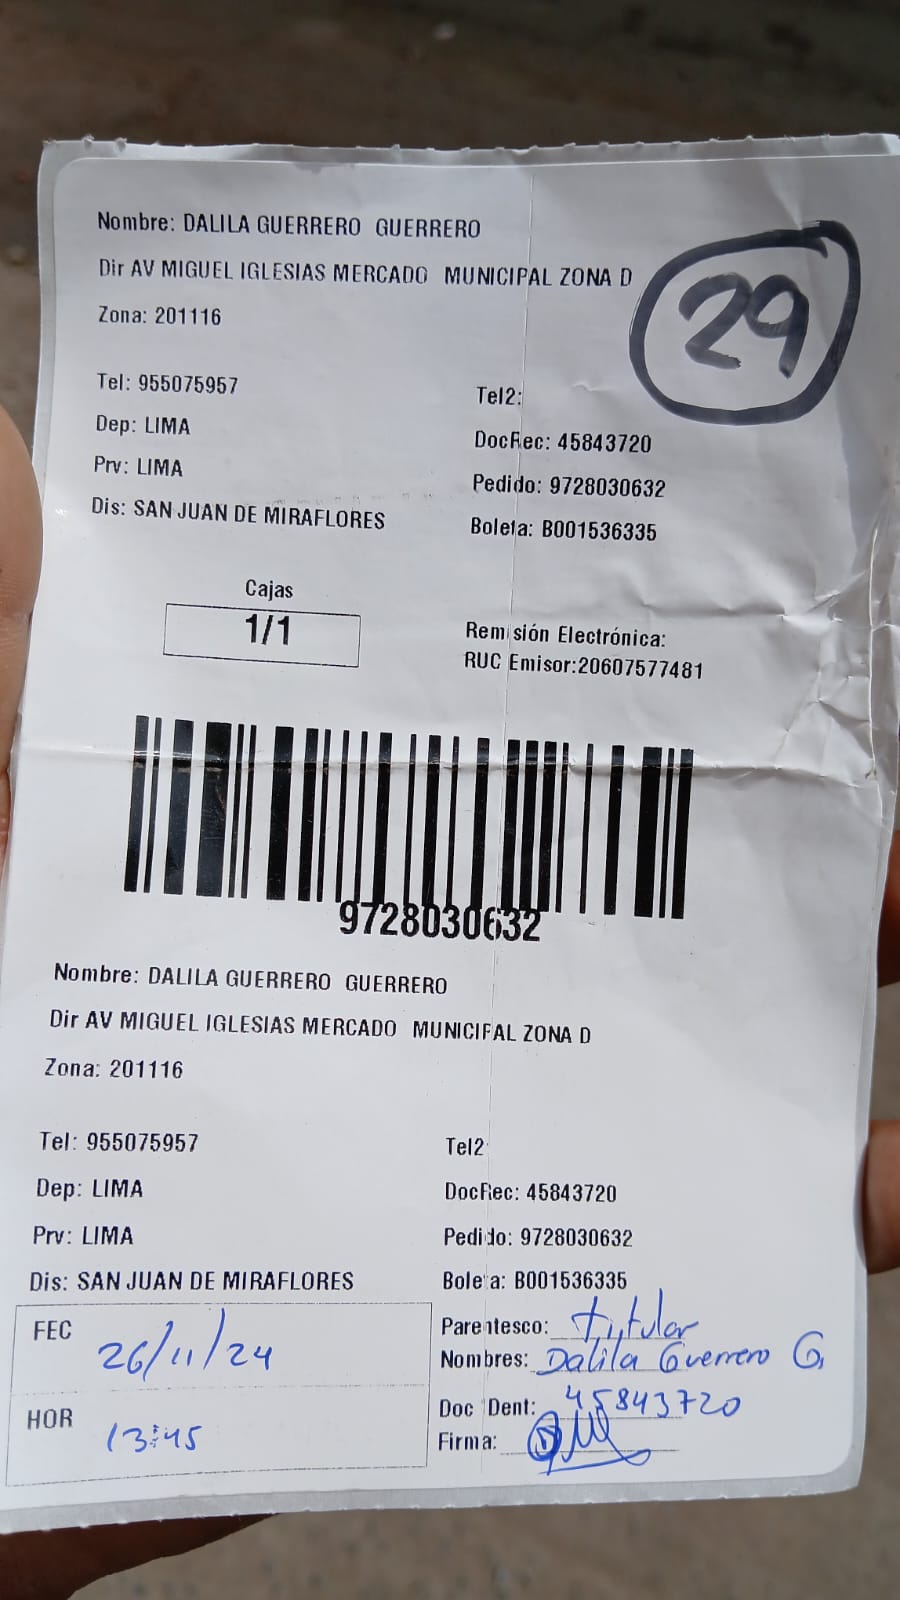 Nombre: DALILA GUERRERO GUERRERO
Dir AV MIGUEL IGLESIAS MERCADO MUNICIPAL ZONA D
29
Zona: 201116
Tel: 955075957
Tel2:
Dep: LIMA
DocRec: 45843720
Prv: LIMA
Pedido: 9728030632
Dis: SAN JUAN DE MIRAFLORES
Boleta: B001536335
Cajas
1/1
Remisión Electrónica:
RUC Emisor:20607577481
9728030632
Nombre: DALILA GUERRERO GUERRERO
Dir AV MIGUEL IGLESIAS MERCADO MUNICIPAL ZONA D
Zona: 201116
Tel: 955075957
Tel2
Dep: LIMA
DocRec: 45843720
Prv: LIMA
Pedido: 9728030632
Dis: SAN JUAN DE MIRAFLORES
Boleta: B001536335
FEC 26/11/24
Parentesco: titular
Nombres: Dalila Guerrero G.
HOR 13:45
Doc Dent: 45843720
Firma: